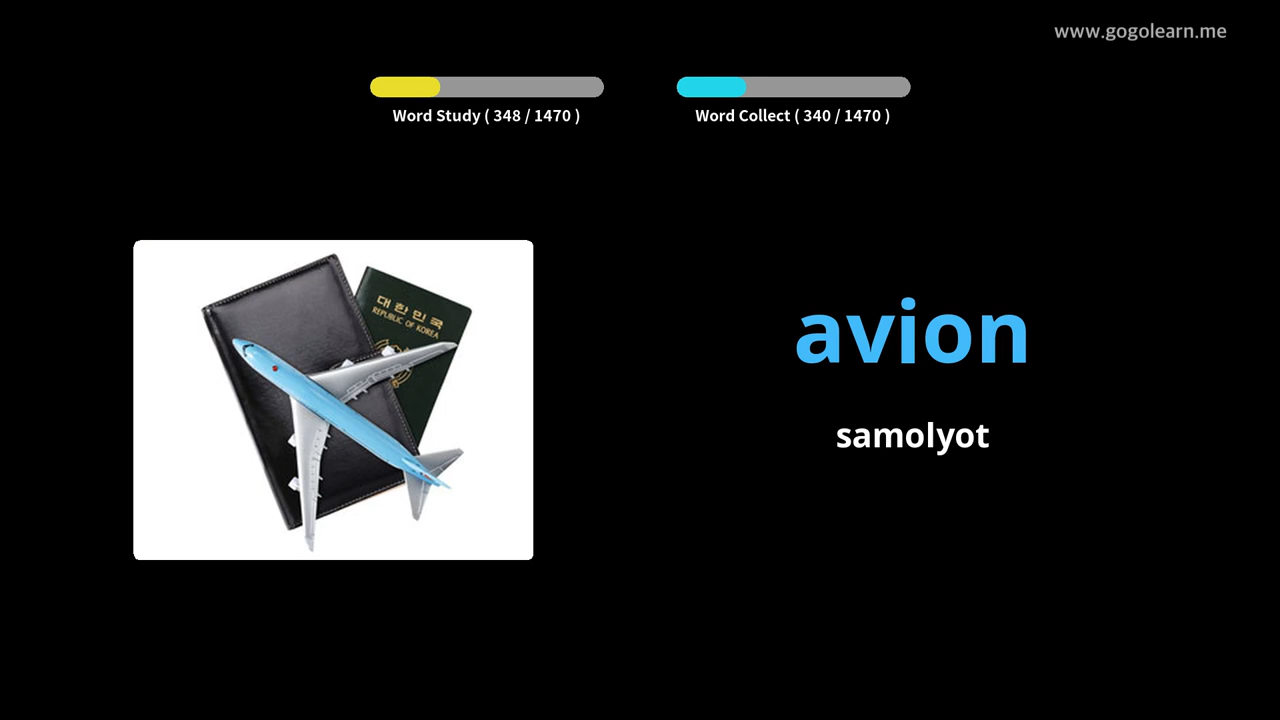 www.gogolearn.me
Word Study ( 348 / 1470 )
Word Collect ( 340 / 1470 )
대한민국
REPUBLIC OF KOREA
avion
samolyot